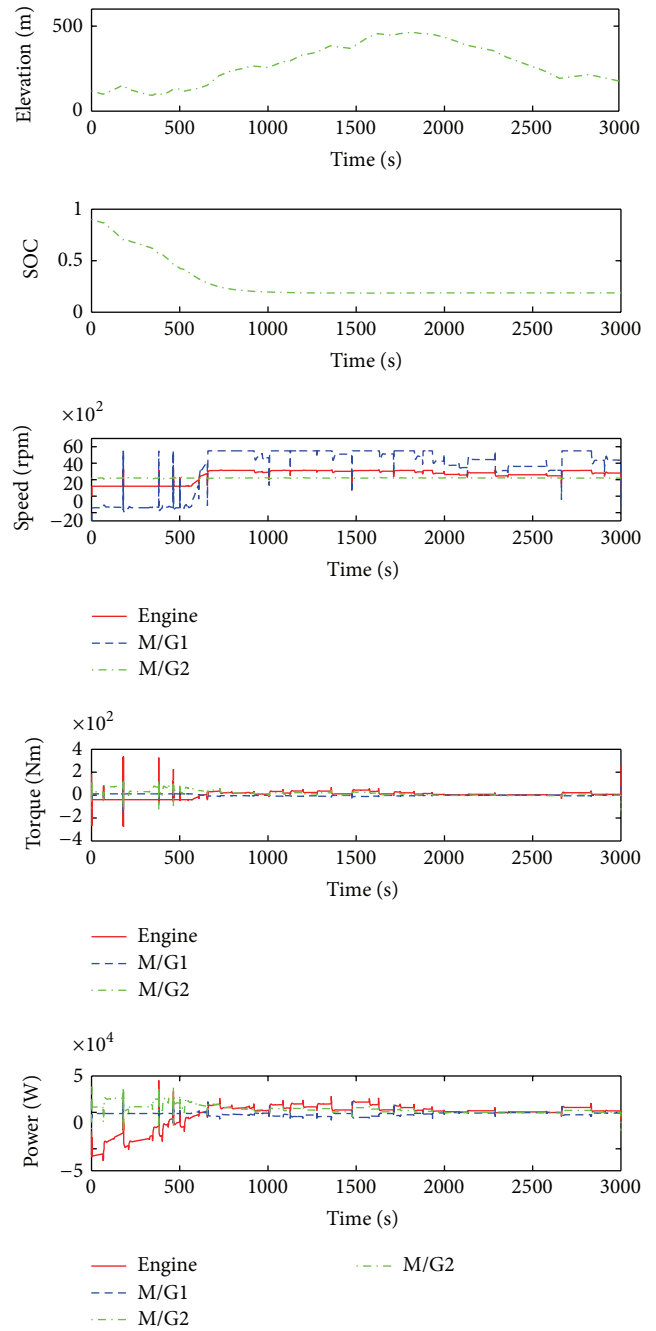 Elevation (m)
500
0
0 500 1000 1500 2000 2500 3000
Time (s)
SOC
1
0.5
0
0 500 1000 1500 2000 2500 3000
Time (s)
×10²
Speed (rpm)
60
40
20
0
−20
0 500 1000 1500 2000 2500 3000
Time (s)
Engine
M/G1
M/G2
×10²
Torque (Nm)
4
2
0
−2
−4
0 500 1000 1500 2000 2500 3000
Time (s)
Engine
M/G1
M/G2
×10⁴
Power (W)
5
0
−5
0 500 1000 1500 2000 2500 3000
Time (s)
Engine M/G2
M/G1
M/G2